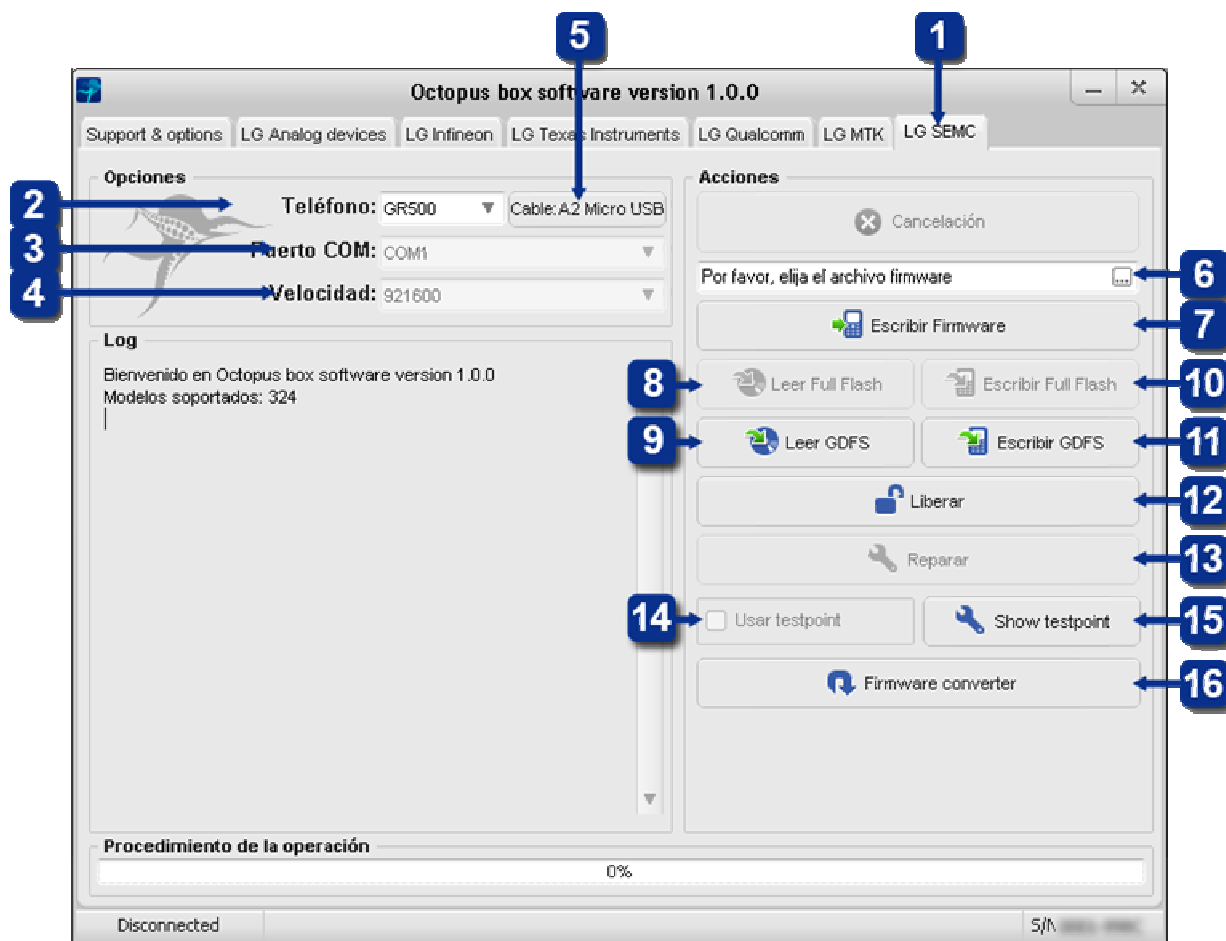 5
1
Octopus box software version 1.0.0
Support & options
LG Analog devices
LG Infineon
LG Texas Instruments
LG Qualcomm
LG MTK
LG SEMC
Opciones
2
Teléfono: GR500
Cable:A2 Micro USB
3
Puerto COM: COM1
4
Velocidad: 921600
Log
Bienvenido en Octopus box software version 1.0.0
Modelos soportados: 324
Acciones
Cancelación
Por favor, elija el archivo firmware
...
6
Escribir Firmware
7
8
Leer Full Flash
Escribir Full Flash
10
9
Leer GDFS
Escribir GDFS
11
Liberar
12
Reparar
13
14
Usar testpoint
Show testpoint
15
Firmware converter
16
Procedimiento de la operación
0%
Disconnected
S/N